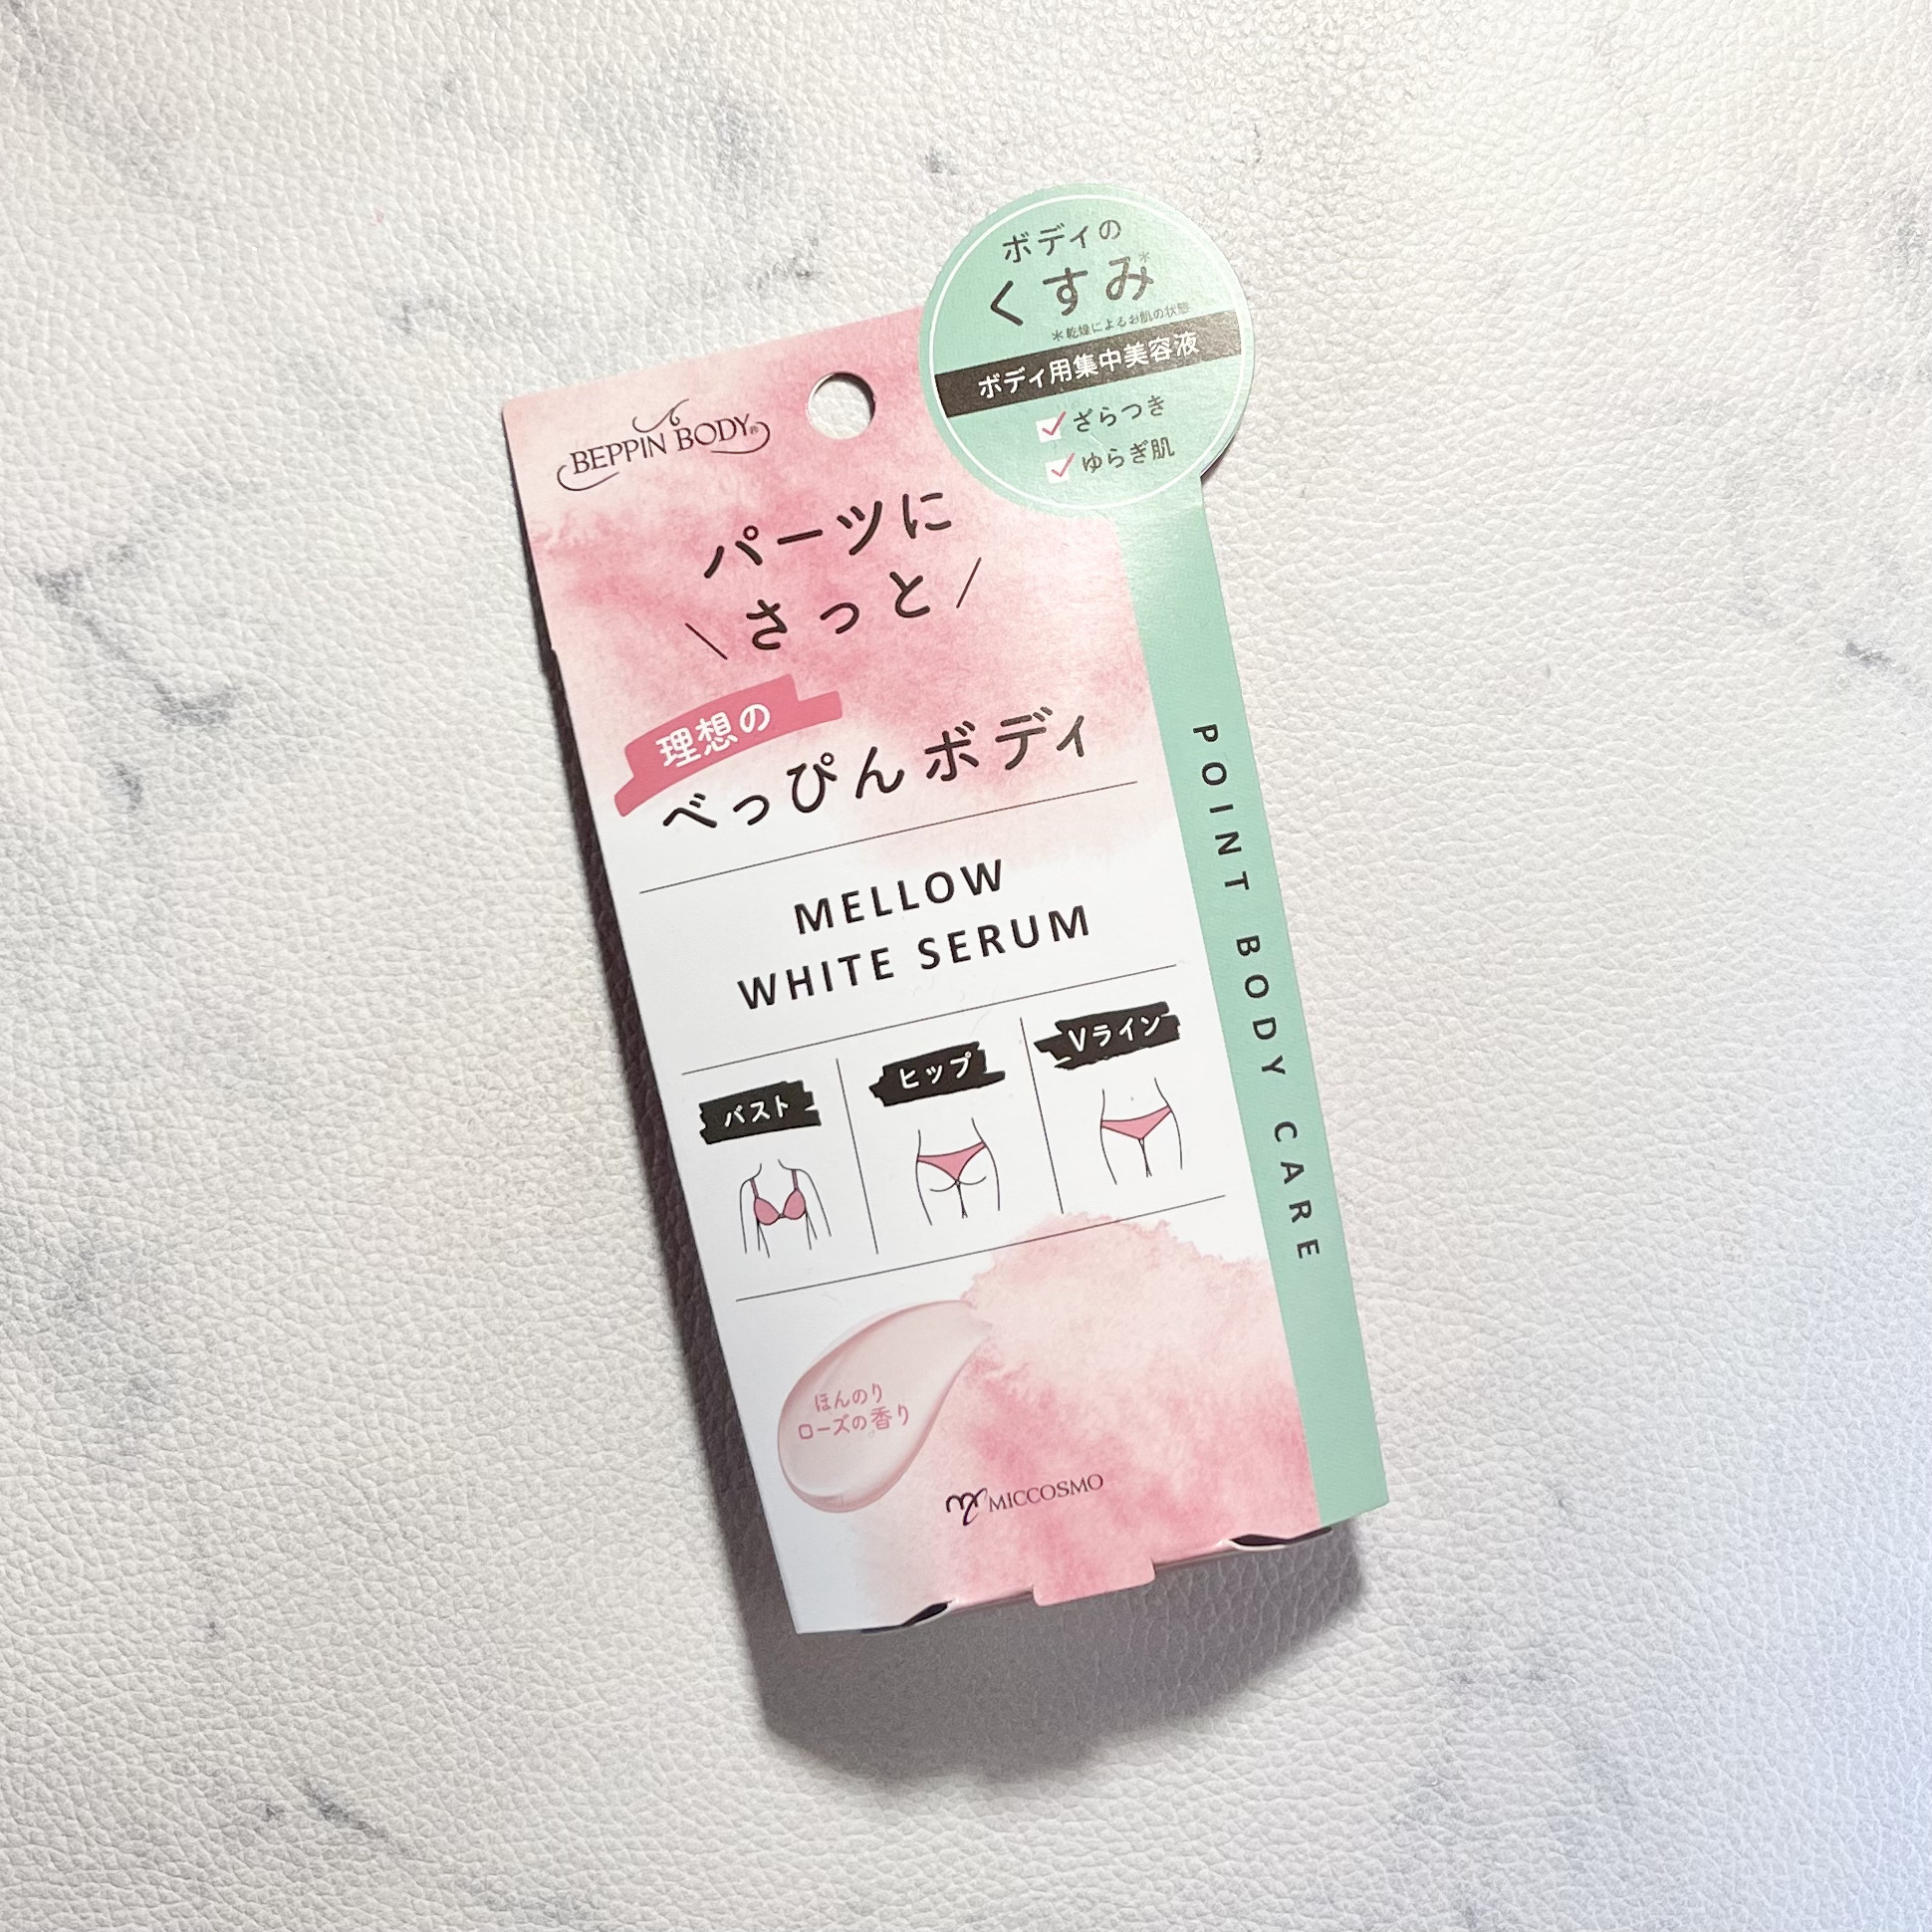 ボディの
くすみ*
*乾燥によるお肌の状態
ボディ用集中美容液
ざらつき
ゆらぎ肌
BEPPIN BODY®
パーツに
\さっと/
理想の
べっぴんボディ
MELLOW
WHITE SERUM
バスト
ヒップ
Vライン
ほんのり
ローズの香り
MICCOSMO
POINT BODY CARE